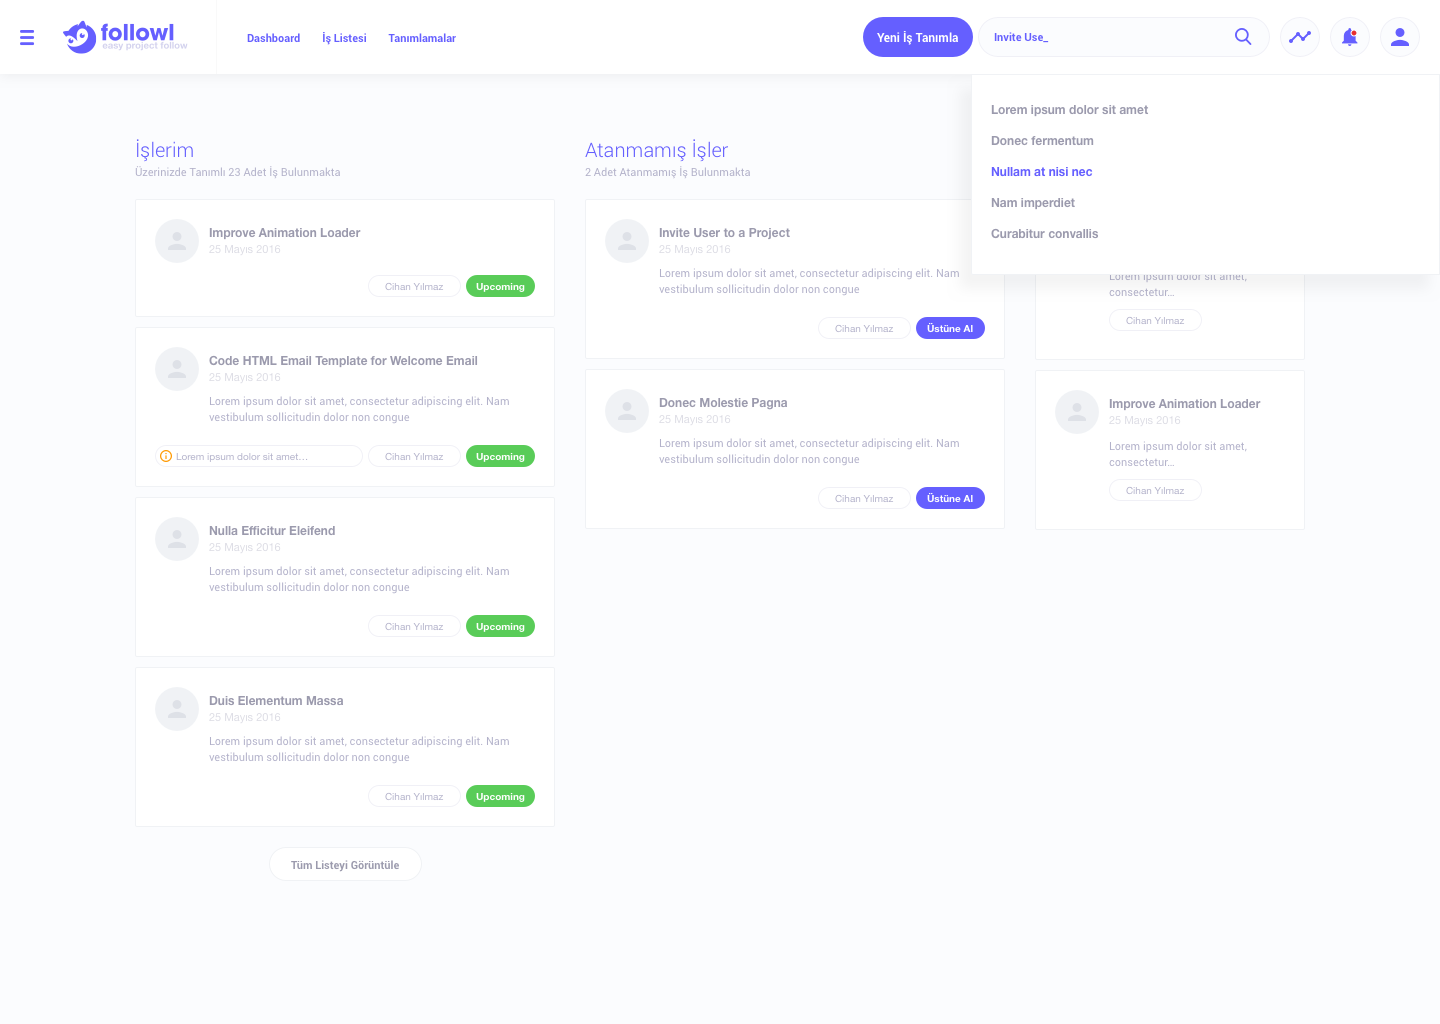 followl
easy project follow
Dashboard
İş Listesi
Tanımlamalar
Yeni İş Tanımla
Invite Use_
Lorem ipsum dolor sit amet
Donec fermentum
Nullam at nisi nec
Nam imperdiet
Curabitur convallis
İşlerim
Üzerinizde Tanımlı 23 Adet İş Bulunmakta
Improve Animation Loader
25 Mayıs 2016
Cihan Yılmaz
Upcoming
Code HTML Email Template for Welcome Email
25 Mayıs 2016
Lorem ipsum dolor sit amet, consectetur adipiscing elit. Nam
vestibulum sollicitudin dolor non congue
Lorem ipsum dolor sit amet...
Cihan Yılmaz
Upcoming
Nulla Efficitur Eleifend
25 Mayıs 2016
Lorem ipsum dolor sit amet, consectetur adipiscing elit. Nam
vestibulum sollicitudin dolor non congue
Cihan Yılmaz
Upcoming
Duis Elementum Massa
25 Mayıs 2016
Lorem ipsum dolor sit amet, consectetur adipiscing elit. Nam
vestibulum sollicitudin dolor non congue
Cihan Yılmaz
Upcoming
Tüm Listeyi Görüntüle
Atanmamış İşler
2 Adet Atanmamış İş Bulunmakta
Invite User to a Project
25 Mayıs 2016
Lorem ipsum dolor sit amet, consectetur adipiscing elit. Nam
vestibulum sollicitudin dolor non congue
Cihan Yılmaz
Üstüne Al
Donec Molestie Pagna
25 Mayıs 2016
Lorem ipsum dolor sit amet, consectetur adipiscing elit. Nam
vestibulum sollicitudin dolor non congue
Cihan Yılmaz
Üstüne Al
Lorem ipsum dolor sit amet,
consectetur...
Cihan Yılmaz
Improve Animation Loader
25 Mayıs 2016
Lorem ipsum dolor sit amet,
consectetur...
Cihan Yılmaz